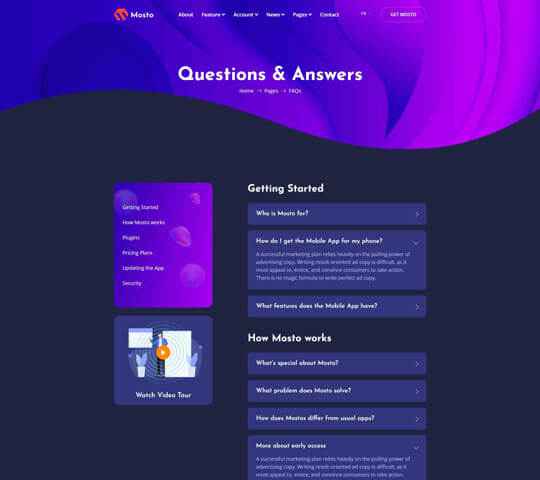 Mosto
About Feature Account News Pages Contact
GET MOSTO
Questions & Answers
Home → Pages → FAQs
Getting Started
How Mosto works
Plugins
Pricing Plans
Updating the App
Security
Watch Video Tour
Getting Started
Who is Mosto for?
How do I get the Mobile App for my phone?
A successful marketing plan relies heavily on the pulling power of
advertising copy. Writing result-oriented ad copy is difficult, as it
must appeal to, entice, and convince consumers to take action.
There is no magic formula to write perfect ad copy.
What features does the Mobile App have?
How Mosto works
What's special about Mosto?
What problem does Mosto solve?
How does Mostos differ from usual apps?
More about early access
A successful marketing plan relies heavily on the pulling power of
advertising copy. Writing result-oriented ad copy is difficult, as it
must appeal to, entice, and convince consumers to take action.